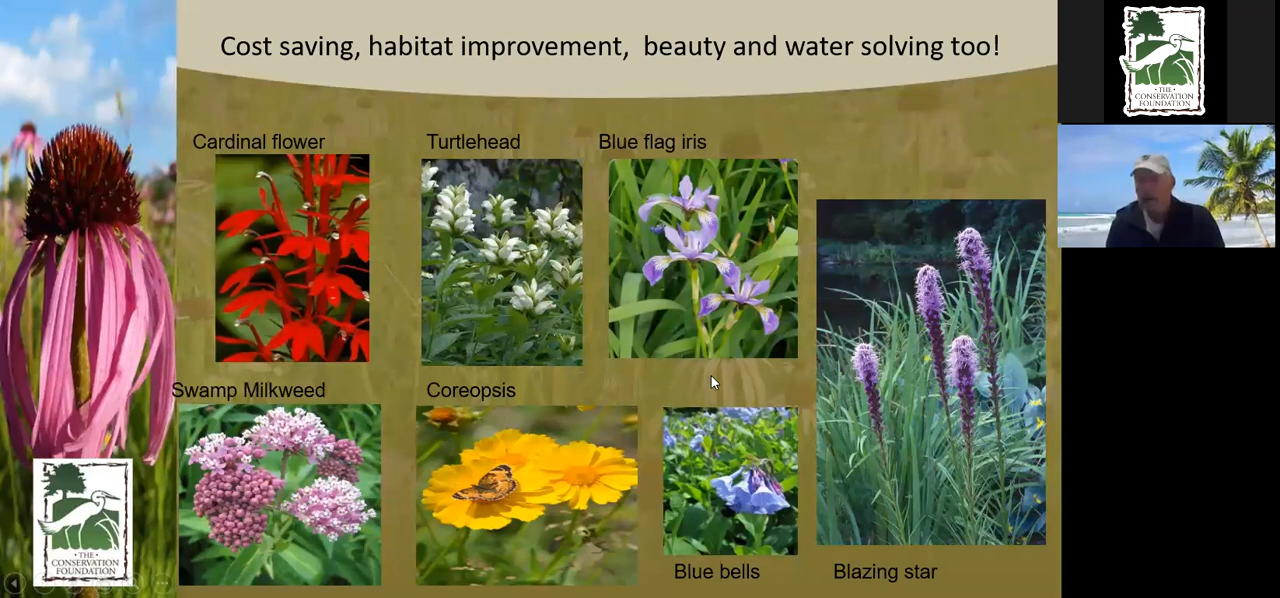 Cost saving, habitat improvement, beauty and water solving too!
Cardinal flower
Turtlehead
Blue flag iris
Swamp Milkweed
Coreopsis
Blue bells
Blazing star
• THE •
CONSERVATION
FOUNDATION
• THE •
CONSERVATION
FOUNDATION